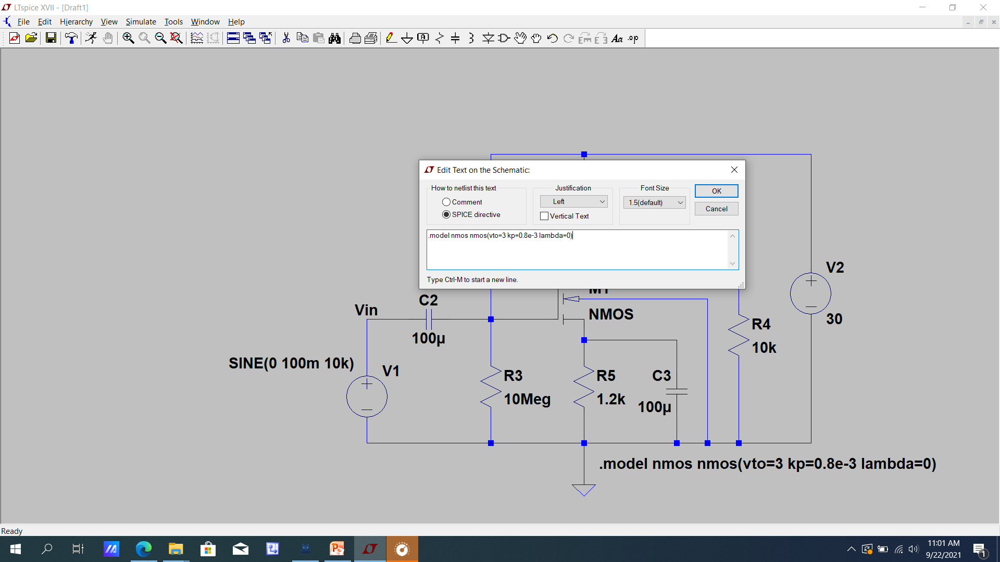 LTspice XVII - [Draft1]
File Edit Hierarchy View Simulate Tools Window Help
.op
Edit Text on the Schematic:
How to netlist this text
Comment
SPICE directive
Justification
Left
Vertical Text
Font Size
1.5(default)
OK
Cancel
.model nmos nmos(vto=3 kp=0.8e-3 lambda=0)
Type Ctrl-M to start a new line.
M1
NMOS
C2
100µ
Vin
SINE(0 100m 10k)
V1
R3
10Meg
R5
1.2k
C3
100µ
R4
10k
V2
30
.model nmos nmos(vto=3 kp=0.8e-3 lambda=0)
Ready
11:01 AM
9/22/2021
1